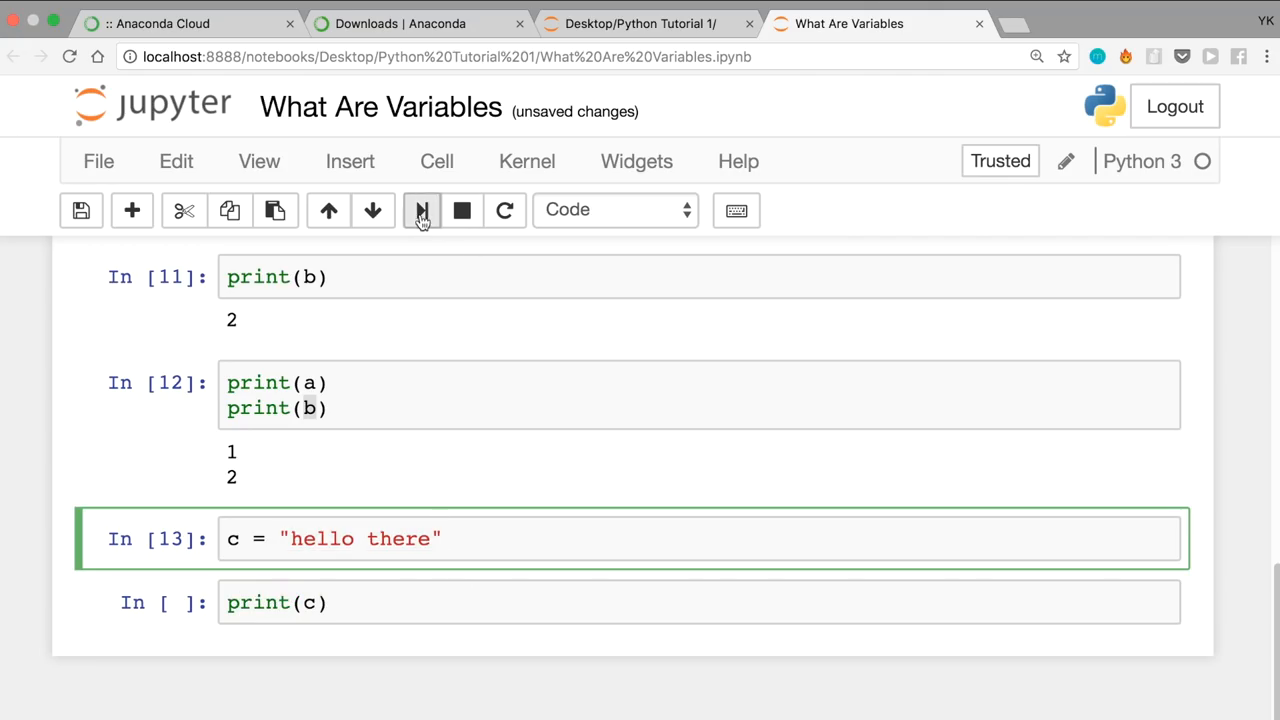 :: Anaconda Cloud
Downloads | Anaconda
Desktop/Python Tutorial 1/
What Are Variables
YK
localhost:8888/notebooks/Desktop/Python%20Tutorial%201/What%20Are%20Variables.ipynb
jupyter What Are Variables (unsaved changes)
Logout
File Edit View Insert Cell Kernel Widgets Help
Trusted
Python 3
Code
In [11]: print(b)
2
In [12]: print(a)
print(b)
1
2
In [13]: c = "hello there"
In [ ]: print(c)